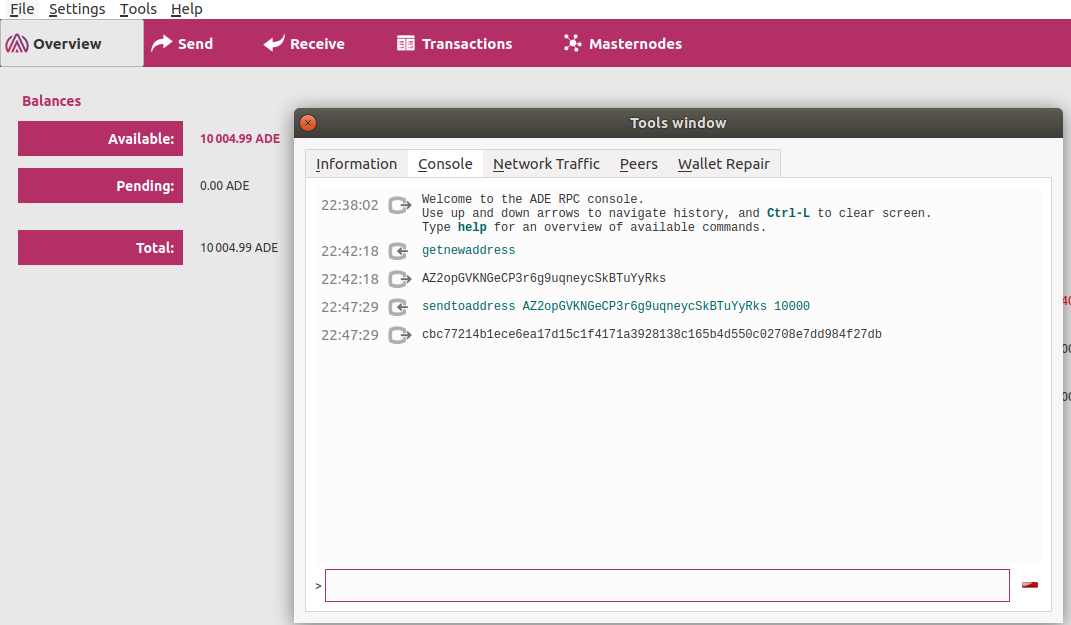 File Settings Tools Help
Overview Send Receive Transactions Masternodes
Balances
Available: 10 004.99 ADE
Pending: 0.00 ADE
Total: 10 004.99 ADE
Tools window
Information Console Network Traffic Peers Wallet Repair
22:38:02 Welcome to the ADE RPC console.
Use up and down arrows to navigate history, and Ctrl-L to clear screen.
Type help for an overview of available commands.
22:42:18 getnewaddress
22:42:18 AZ2opGVKNGeCP3r6g9uqneycSkBTuYyRks
22:47:29 sendtoaddress AZ2opGVKNGeCP3r6g9uqneycSkBTuYyRks 10000
22:47:29 cbc77214b1ece6ea17d15c1f4171a3928138c165b4d550c02708e7dd984f27db
>